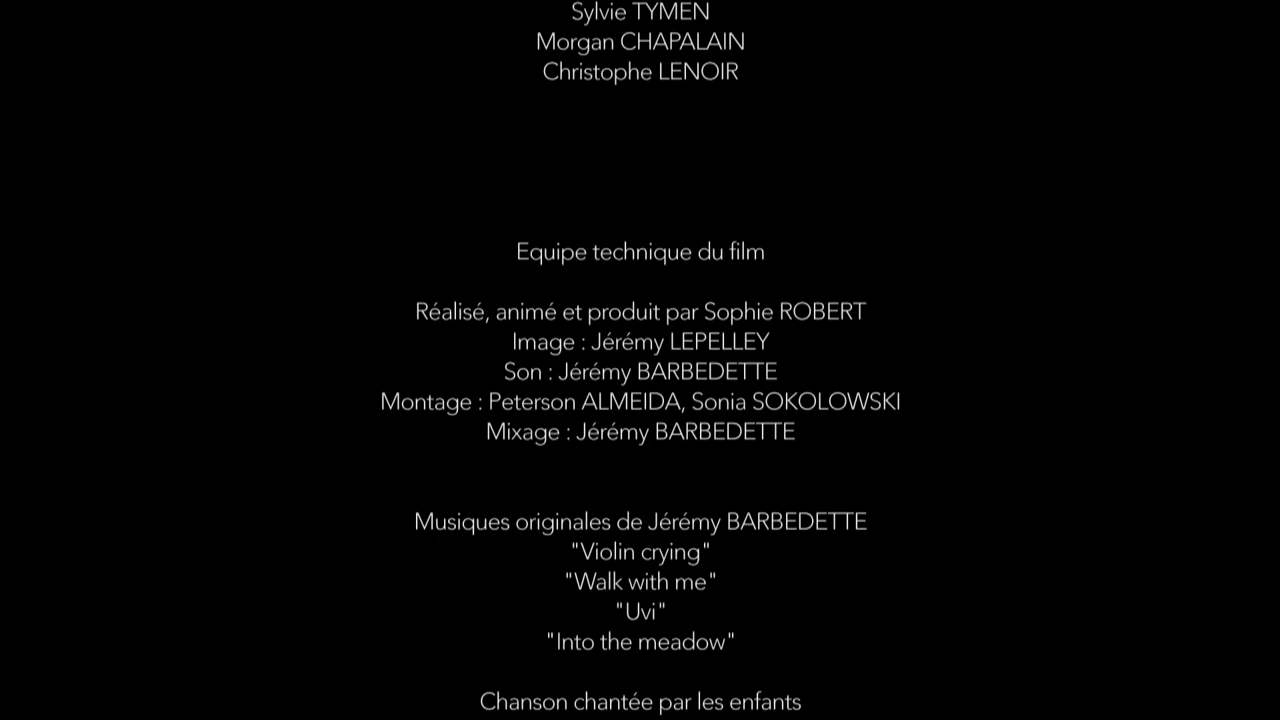 Sylvie TYMEN
Morgan CHAPALAIN
Christophe LENOIR
Equipe technique du film
Réalisé, animé et produit par Sophie ROBERT
Image : Jérémy LEPELLEY
Son : Jérémy BARBEDETTE
Montage : Peterson ALMEIDA, Sonia SOKOLOWSKI
Mixage : Jérémy BARBEDETTE
Musiques originales de Jérémy BARBEDETTE
"Violin crying"
"Walk with me"
"Uvi"
"Into the meadow"
Chanson chantée par les enfants